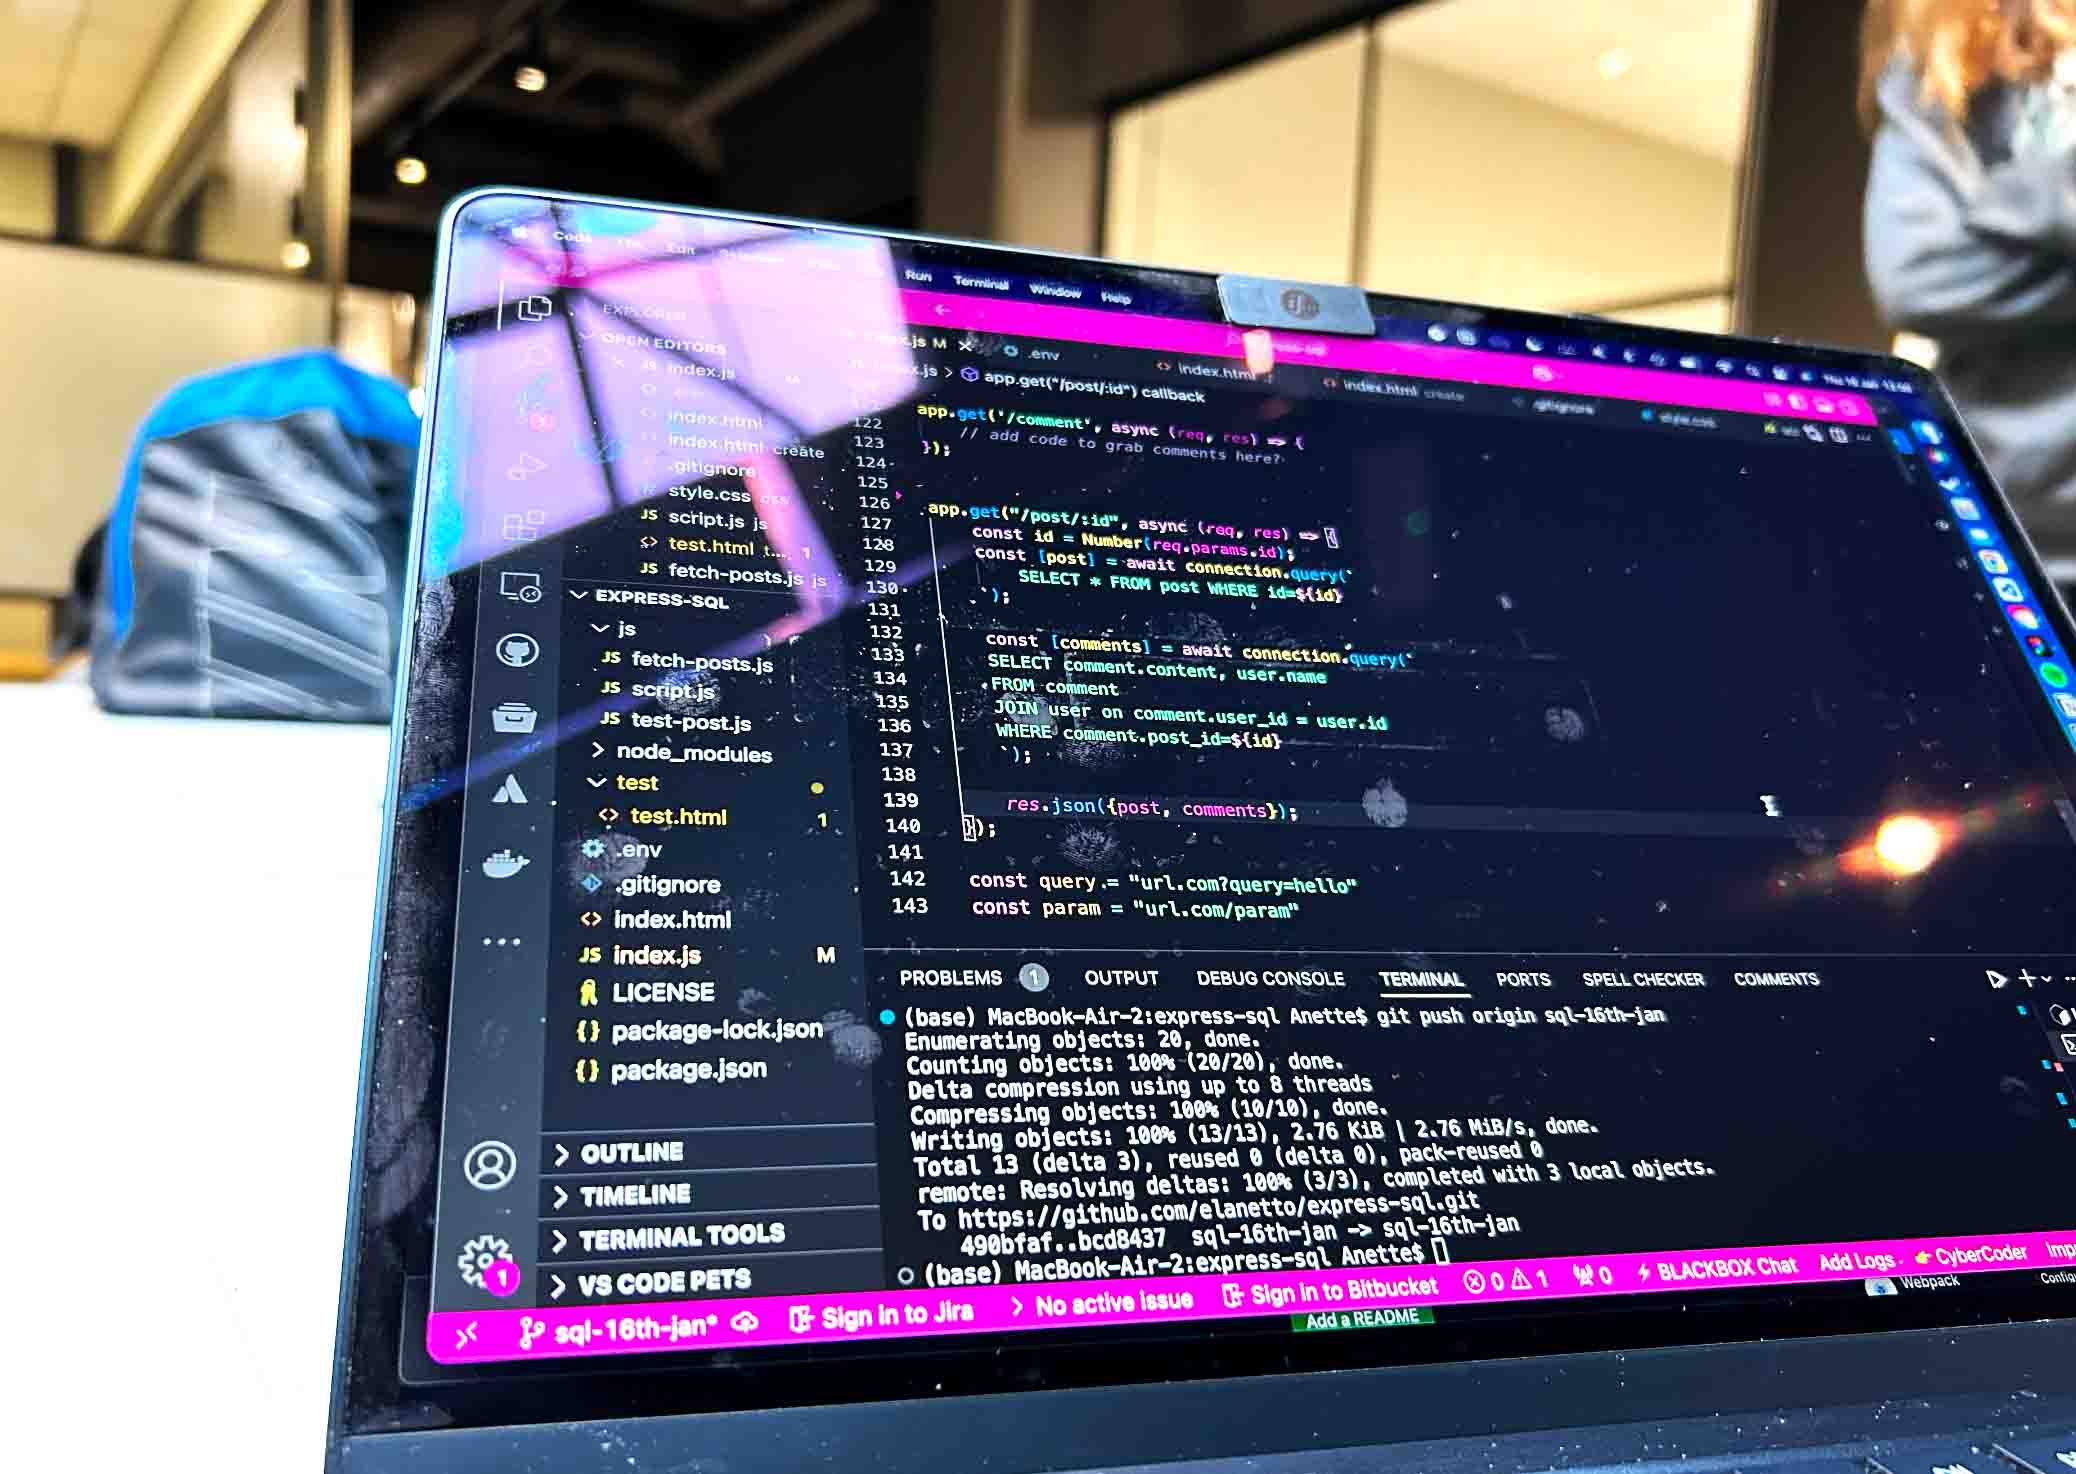 Code
Edit
Run Terminal Window Help
EXPLORER
OPEN EDITORS
index.js M
index.html
index.html create
.gitignore
style.css css
script.js js
test.html t... 1
fetch-posts.js js
EXPRESS-SQL
js
fetch-posts.js
script.js
test-post.js
node_modules
test
test.html 1
.env
.gitignore
index.html
index.js M
LICENSE
package-lock.json
package.json
OUTLINE
TIMELINE
TERMINAL TOOLS
VS CODE PETS
.js M .env index.html index.html create .gitignore style.css
.js > app.get("/post/:id") callback
122 app.get('/comment', async (req, res) => {
123 // add code to grab comments here?
124 });
125
126
127 app.get("/post/:id", async (req, res) => {
128 const id = Number(req.params.id);
129 const [post] = await connection.query(`
130 SELECT * FROM post WHERE id=${id}
131 `);
132
133 const [comments] = await connection.query(`
134 SELECT comment.content, user.name
135 FROM comment
136 JOIN user on comment.user_id = user.id
137 WHERE comment.post_id=${id}
138 `);
139 res.json({post, comments});
140 });
141
142 const query = "url.com?query=hello"
143 const param = "url.com/param"
PROBLEMS 1 OUTPUT DEBUG CONSOLE TERMINAL PORTS SPELL CHECKER COMMENTS
(base) MacBook-Air-2:express-sql Anette$ git push origin sql-16th-jan
Enumerating objects: 20, done.
Counting objects: 100% (20/20), done.
Delta compression using up to 8 threads
Compressing objects: 100% (10/10), done.
Writing objects: 100% (13/13), 2.76 KiB | 2.76 MiB/s, done.
Total 13 (delta 3), reused 0 (delta 0), pack-reused 0
remote: Resolving deltas: 100% (3/3), completed with 3 local objects.
To https://github.com/elanetto/express-sql.git
490bfaf..bcd8437 sql-16th-jan -> sql-16th-jan
(base) MacBook-Air-2:express-sql Anette$
1
sql-16th-jan* Sign in to Jira > No active issue Sign in to Bitbucket 0 1 0 BLACKBOX Chat Add Logs CyberCoder
Add a README Webpack